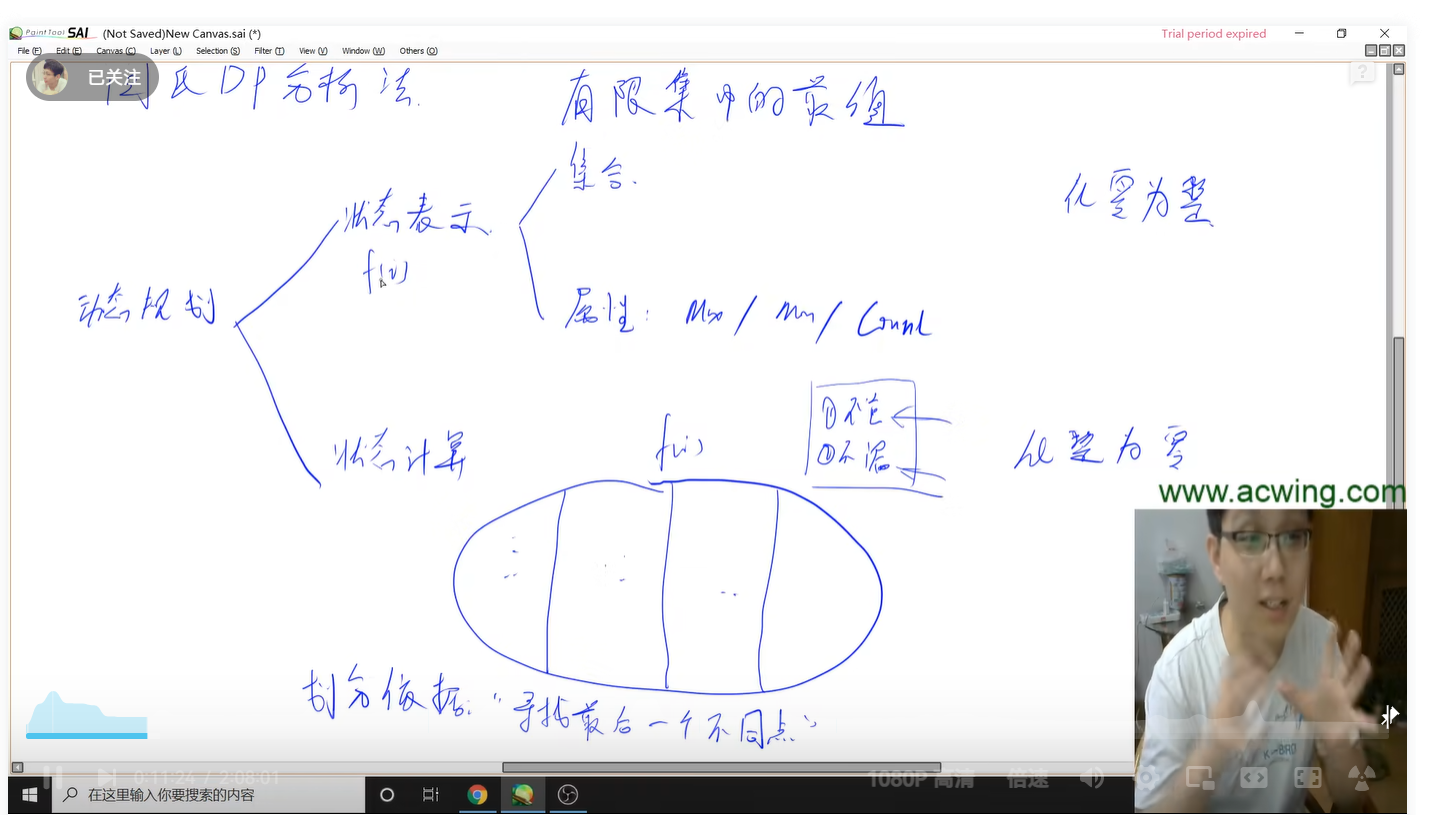 PaintTool SAI (Not Saved)New Canvas.sai (*) Trial period expired
File (F) Edit (E) Canvas (C) Layer (L) Selection (S) Filter (T) View (V) Window (W) Others (O)
已关注
氏DP分析法.
有限集中的最值
集合.
化零为整
状态表示.
f(i)
动态规划
属性: Max / Min / Count
①不重
②不漏
f(i)
状态计算
化整为零
www.acwing.com
划分依据: “寻找最后一个不同点”
K-BRO
0:11:24 / 2:08:01
1080P 高清 倍速
在这里输入你要搜索的内容